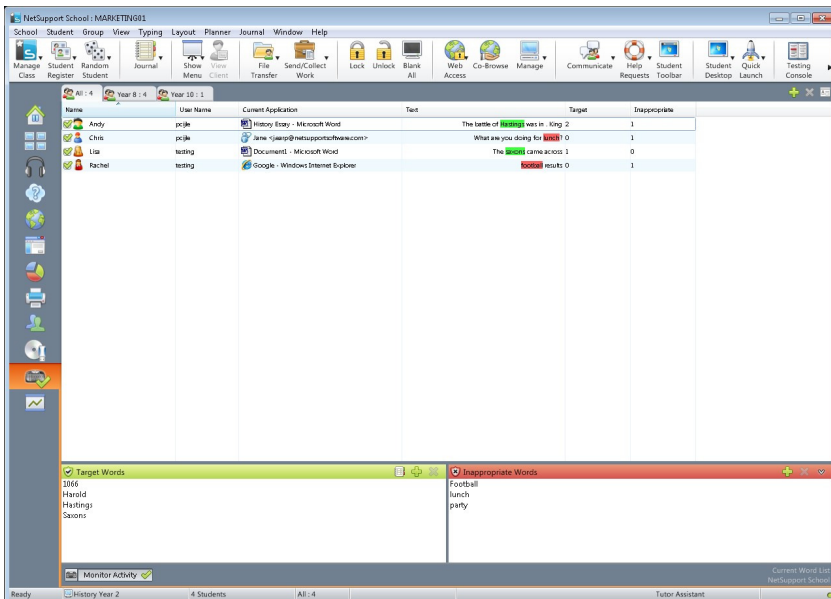 NetSupport School : MARKETING01
School Student Group View Typing Layout Planner Journal Window Help
Manage Class
Student Register
Random Student
Journal
Show Menu
View Client
File Transfer
Send/Collect Work
Lock
Unlock
Blank All
Web Access
Co-Browse
Manage
Communicate
Help Requests
Student Toolbar
Student Desktop
Quick Launch
Testing Console
All : 4 Year 8 : 4 Year 10 : 1
Name User Name Current Application Text Target Inappropriate
Andy pcijle History Essay - Microsoft Word The battle of Hastings was in . King 2 1
Chris pcijle Jane <jaarp@netsupportsoftware.com> What are you doing for lunch? 0 1
Lisa testing Document1 - Microsoft Word The saxons came across 1 0
Rachel testing Google - Windows Internet Explorer football results 0 1
Target Words
1066
Harold
Hastings
Saxons
Inappropriate Words
Football
lunch
party
Monitor Activity
Current Word List
NetSupport School
Ready History Year 2 4 Students All : 4 Tutor Assistant